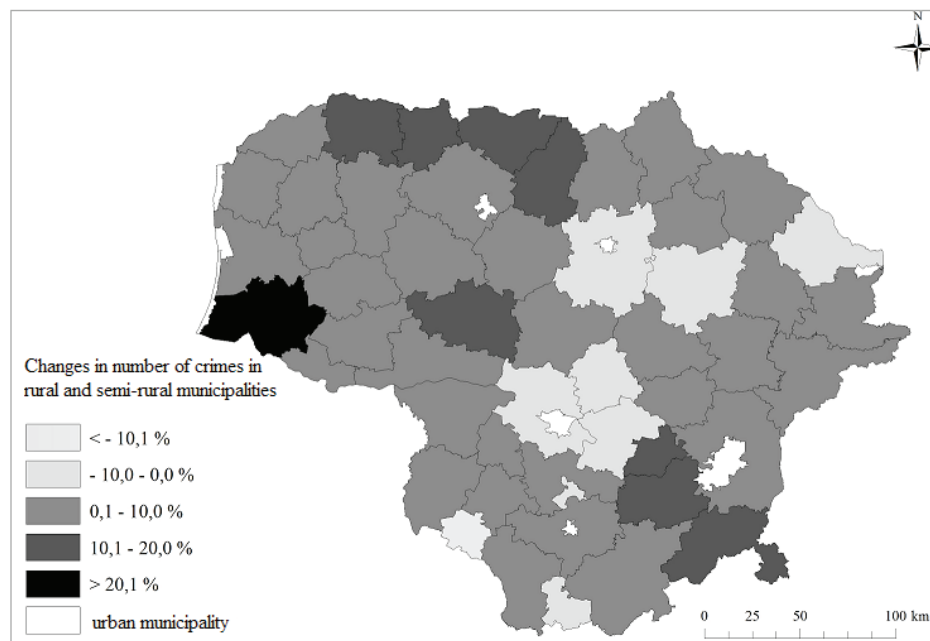 N
Changes in number of crimes in
rural and semi-rural municipalities
< - 10,1 %
- 10,0 - 0,0 %
0,1 - 10,0 %
10,1 - 20,0 %
> 20,1 %
urban municipality
0 25 50 100 km